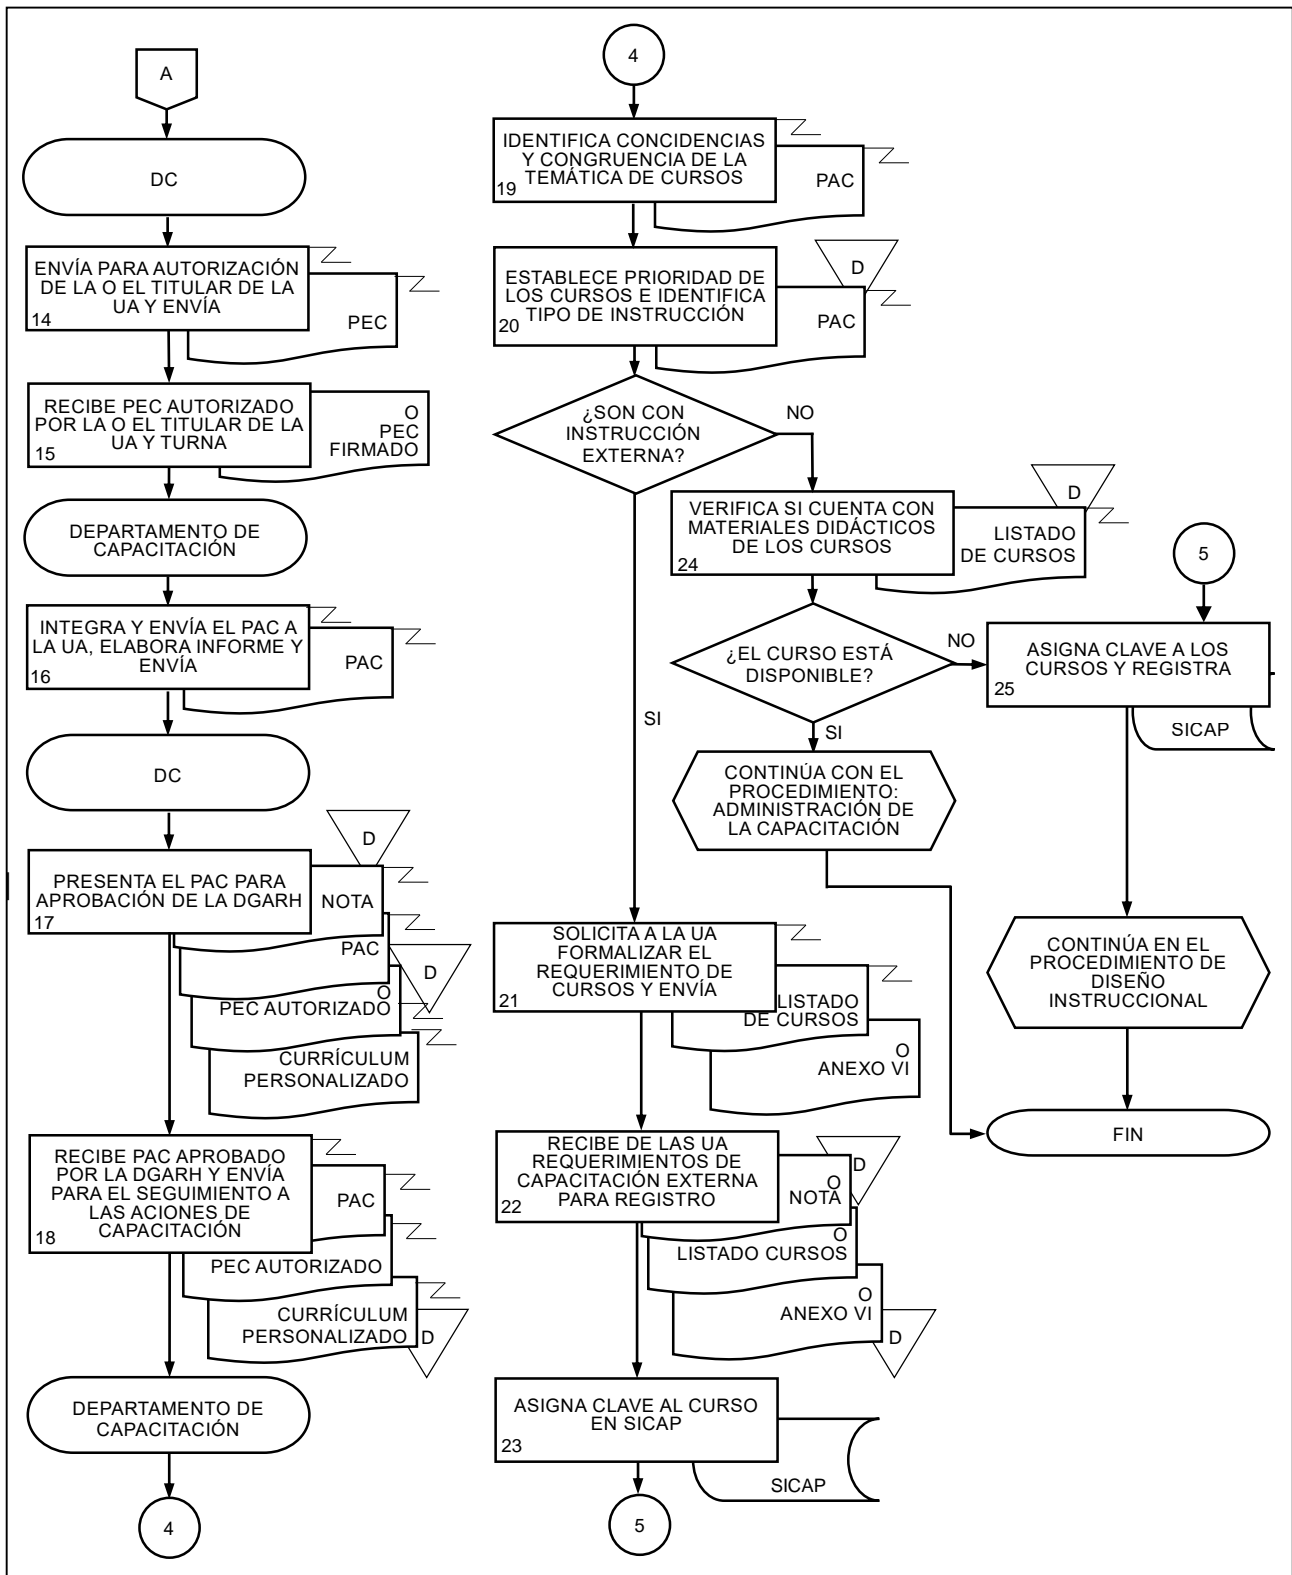 A
DC
ENVÍA PARA AUTORIZACIÓN
DE LA O EL TITULAR DE LA
UA Y ENVÍA
14
PEC
RECIBE PEC AUTORIZADO
POR LA O EL TITULAR DE LA
UA Y TURNA
15
O
PEC
FIRMADO
DEPARTAMENTO DE
CAPACITACIÓN
INTEGRA Y ENVÍA EL PAC A
LA UA, ELABORA INFORME Y
ENVÍA
16
PAC
DC
PRESENTA EL PAC PARA
APROBACIÓN DE LA DGARH
17
D
NOTA
PAC
D
O
PEC AUTORIZADO
CURRÍCULUM
PERSONALIZADO
RECIBE PAC APROBADO
POR LA DGARH Y ENVÍA
PARA EL SEGUIMIENTO A
LAS ACIONES DE
CAPACITACIÓN
18
PAC
PEC AUTORIZADO
CURRÍCULUM
PERSONALIZADO
D
DEPARTAMENTO DE
CAPACITACIÓN
4
4
IDENTIFICA CONCIDENCIAS
Y CONGRUENCIA DE LA
TEMÁTICA DE CURSOS
19
PAC
ESTABLECE PRIORIDAD DE
LOS CURSOS E IDENTIFICA
TIPO DE INSTRUCCIÓN
20
D
PAC
¿SON CON
INSTRUCCIÓN
EXTERNA?
NO
SI
VERIFICA SI CUENTA CON
MATERIALES DIDÁCTICOS
DE LOS CURSOS
24
D
LISTADO
DE CURSOS
¿EL CURSO ESTÁ
DISPONIBLE?
NO
SI
CONTINÚA CON EL
PROCEDIMIENTO:
ADMINISTRACIÓN DE
LA CAPACITACIÓN
SOLICITA A LA UA
FORMALIZAR EL
REQUERIMIENTO DE
CURSOS Y ENVÍA
21
LISTADO
DE CURSOS
O
ANEXO VI
RECIBE DE LAS UA
REQUERIMIENTOS DE
CAPACITACIÓN EXTERNA
PARA REGISTRO
22
D
O
NOTA
O
LISTADO CURSOS
O
ANEXO VI
D
ASIGNA CLAVE AL CURSO
EN SICAP
23
SICAP
5
5
ASIGNA CLAVE A LOS
CURSOS Y REGISTRA
25
SICAP
CONTINÚA EN EL
PROCEDIMIENTO DE
DISEÑO
INSTRUCCIONAL
FIN